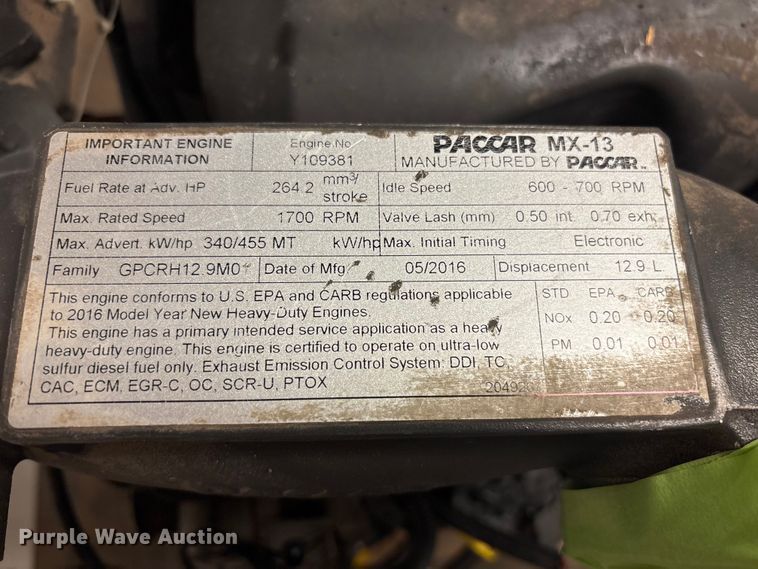 IMPORTANT ENGINE INFORMATION
Engine No
Y109381
PACCAR MX-13
MANUFACTURED BY PACCAR
Fuel Rate at Adv. HP 264.2 mm³/stroke
Idle Speed 600 - 700 RPM
Max. Rated Speed 1700 RPM
Valve Lash (mm) 0.50 int. 0.70 exh.
Max. Advert. kW/hp 340/455 MT kW/hp
Max. Initial Timing Electronic
Family GPCRH12.9M01
Date of Mfg 05/2016
Displacement 12.9 L
This engine conforms to U.S. EPA and CARB regulations applicable
to 2016 Model Year New Heavy-Duty Engines.
This engine has a primary intended service application as a heavy
heavy-duty engine. This engine is certified to operate on ultra-low
sulfur diesel fuel only. Exhaust Emission Control System: DDI, TC,
CAC, ECM, EGR-C, OC, SCR-U, PTOX
STD EPA CARB
NOx 0.20 0.20
PM 0.01 0.01
Purple Wave Auction